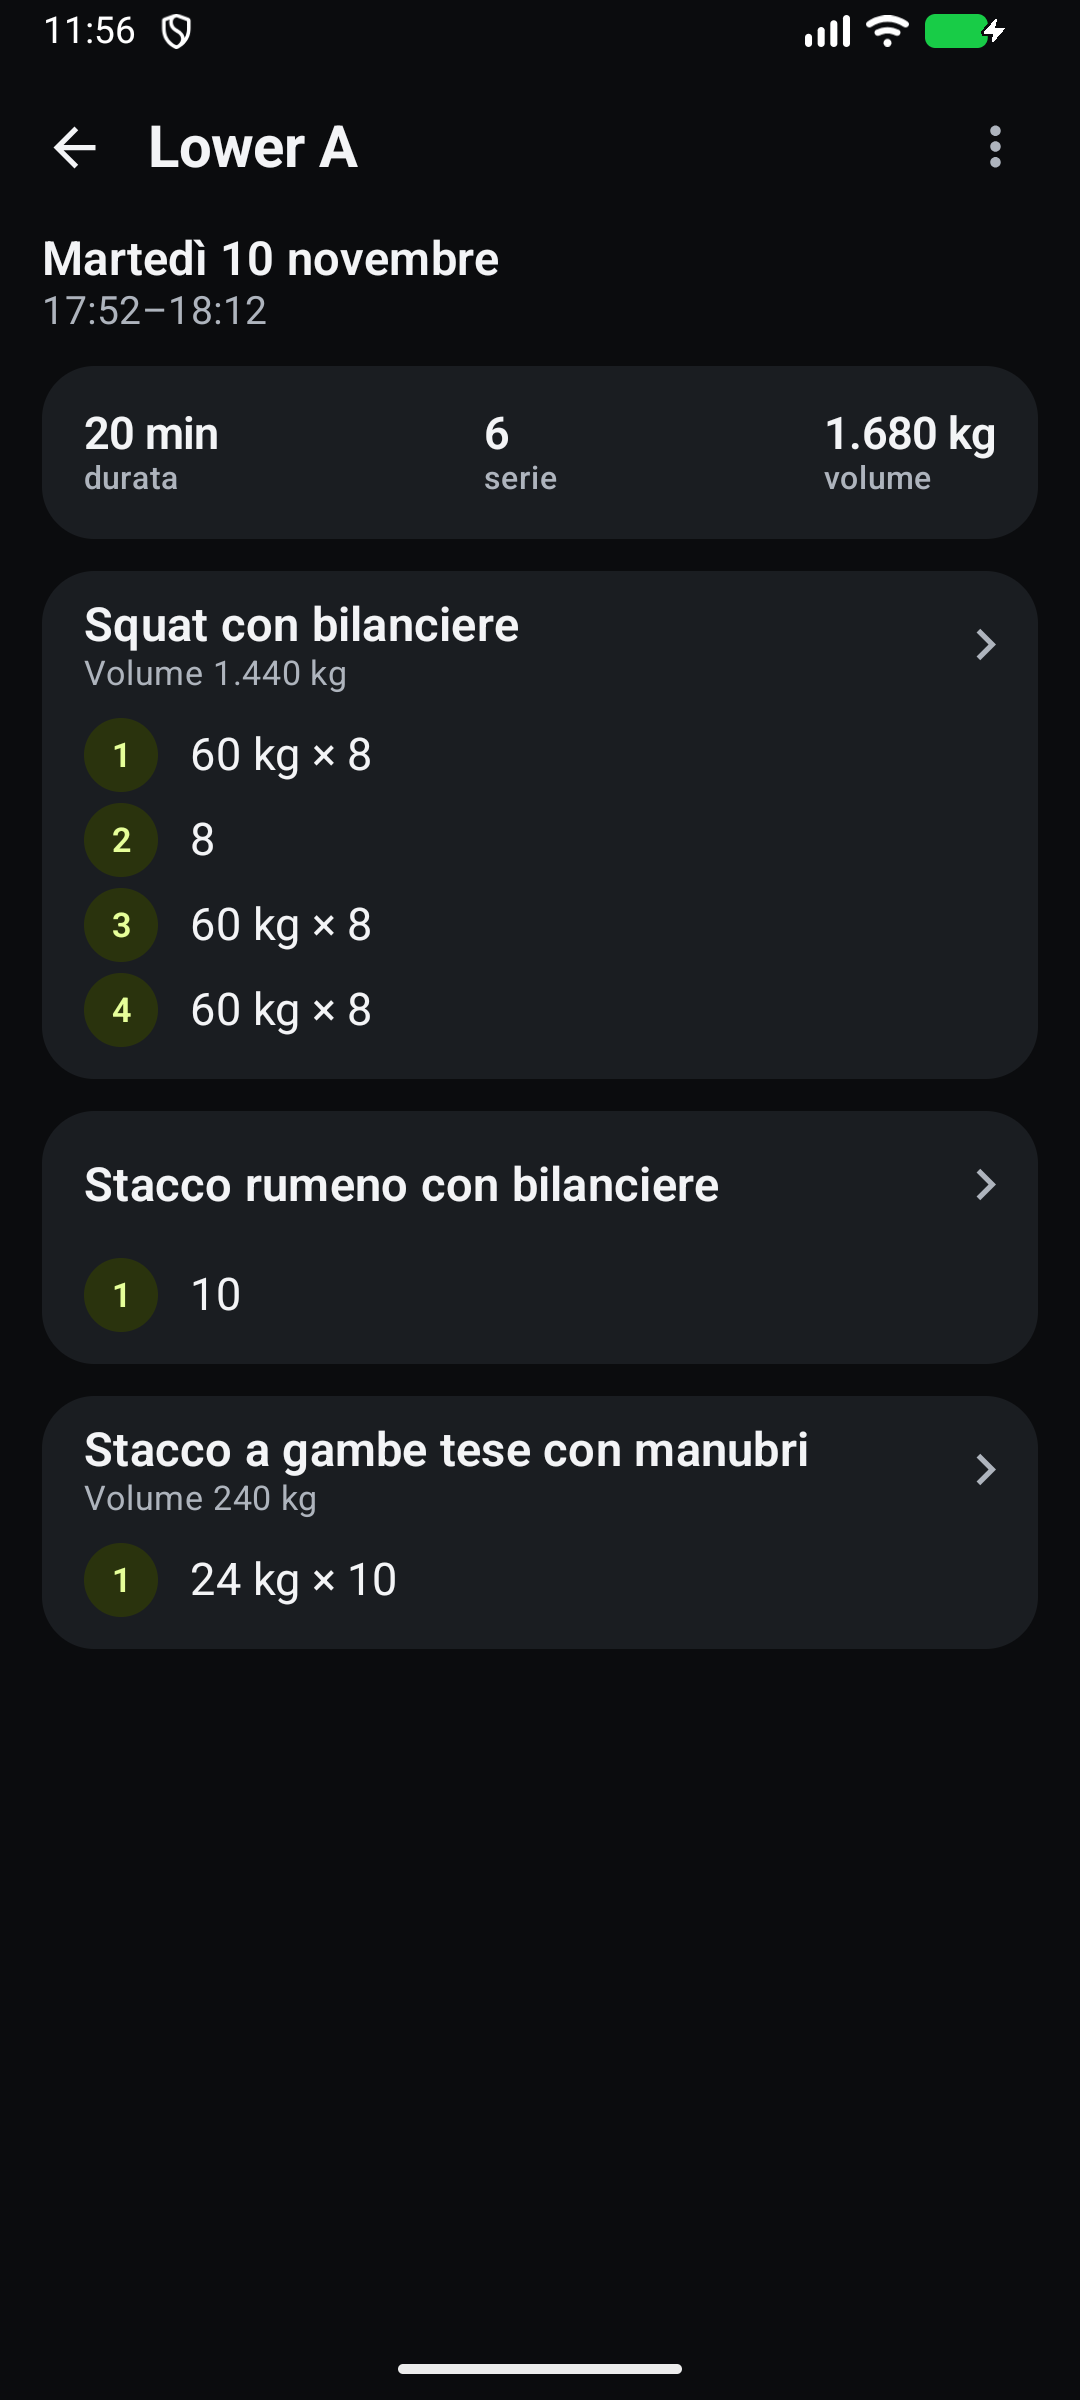 11:56
Lower A
Martedì 10 novembre
17:52–18:12
20 min
durata
6
serie
1.680 kg
volume
Squat con bilanciere
Volume 1.440 kg
1 60 kg × 8
2 8
3 60 kg × 8
4 60 kg × 8
Stacco rumeno con bilanciere
1 10
Stacco a gambe tese con manubri
Volume 240 kg
1 24 kg × 10